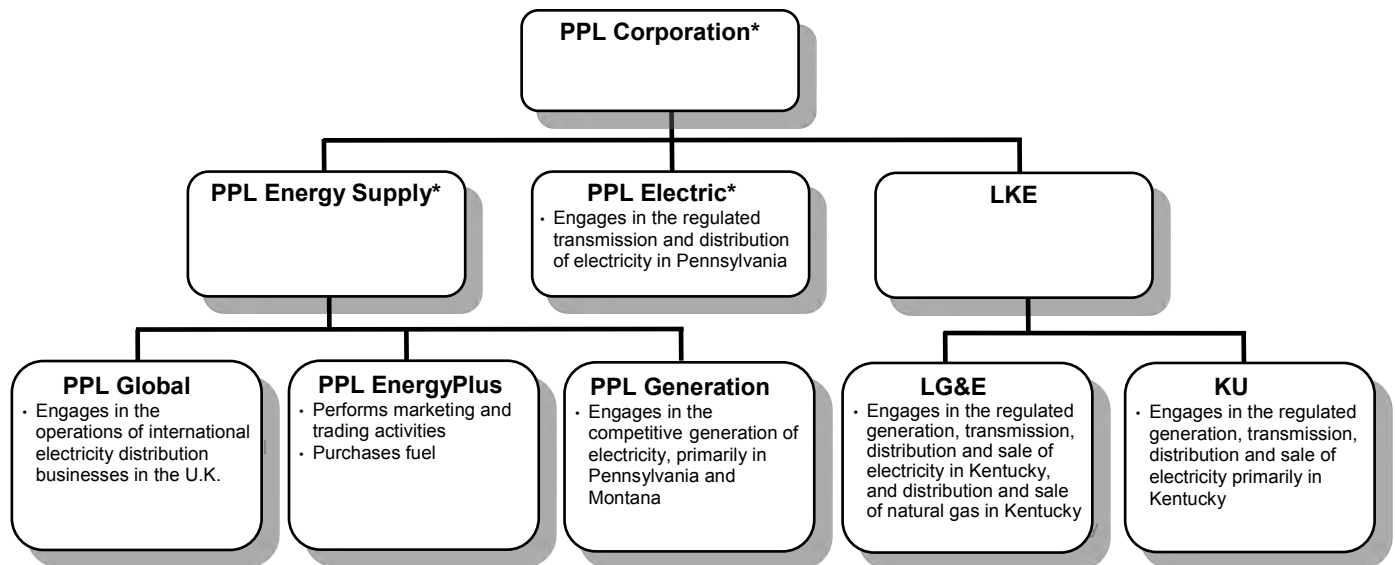 PPL Corporation*
PPL Energy Supply*
PPL Electric*
• Engages in the regulated
transmission and distribution
of electricity in Pennsylvania
LKE
PPL Global
• Engages in the
operations of international
electricity distribution
businesses in the U.K.
PPL EnergyPlus
• Performs marketing and
trading activities
• Purchases fuel
PPL Generation
• Engages in the
competitive generation of
electricity, primarily in
Pennsylvania and
Montana
LG&E
• Engages in the regulated
generation, transmission,
distribution and sale of
electricity in Kentucky,
and distribution and sale
of natural gas in Kentucky
KU
• Engages in the regulated
generation, transmission,
distribution and sale of
electricity primarily in
Kentucky